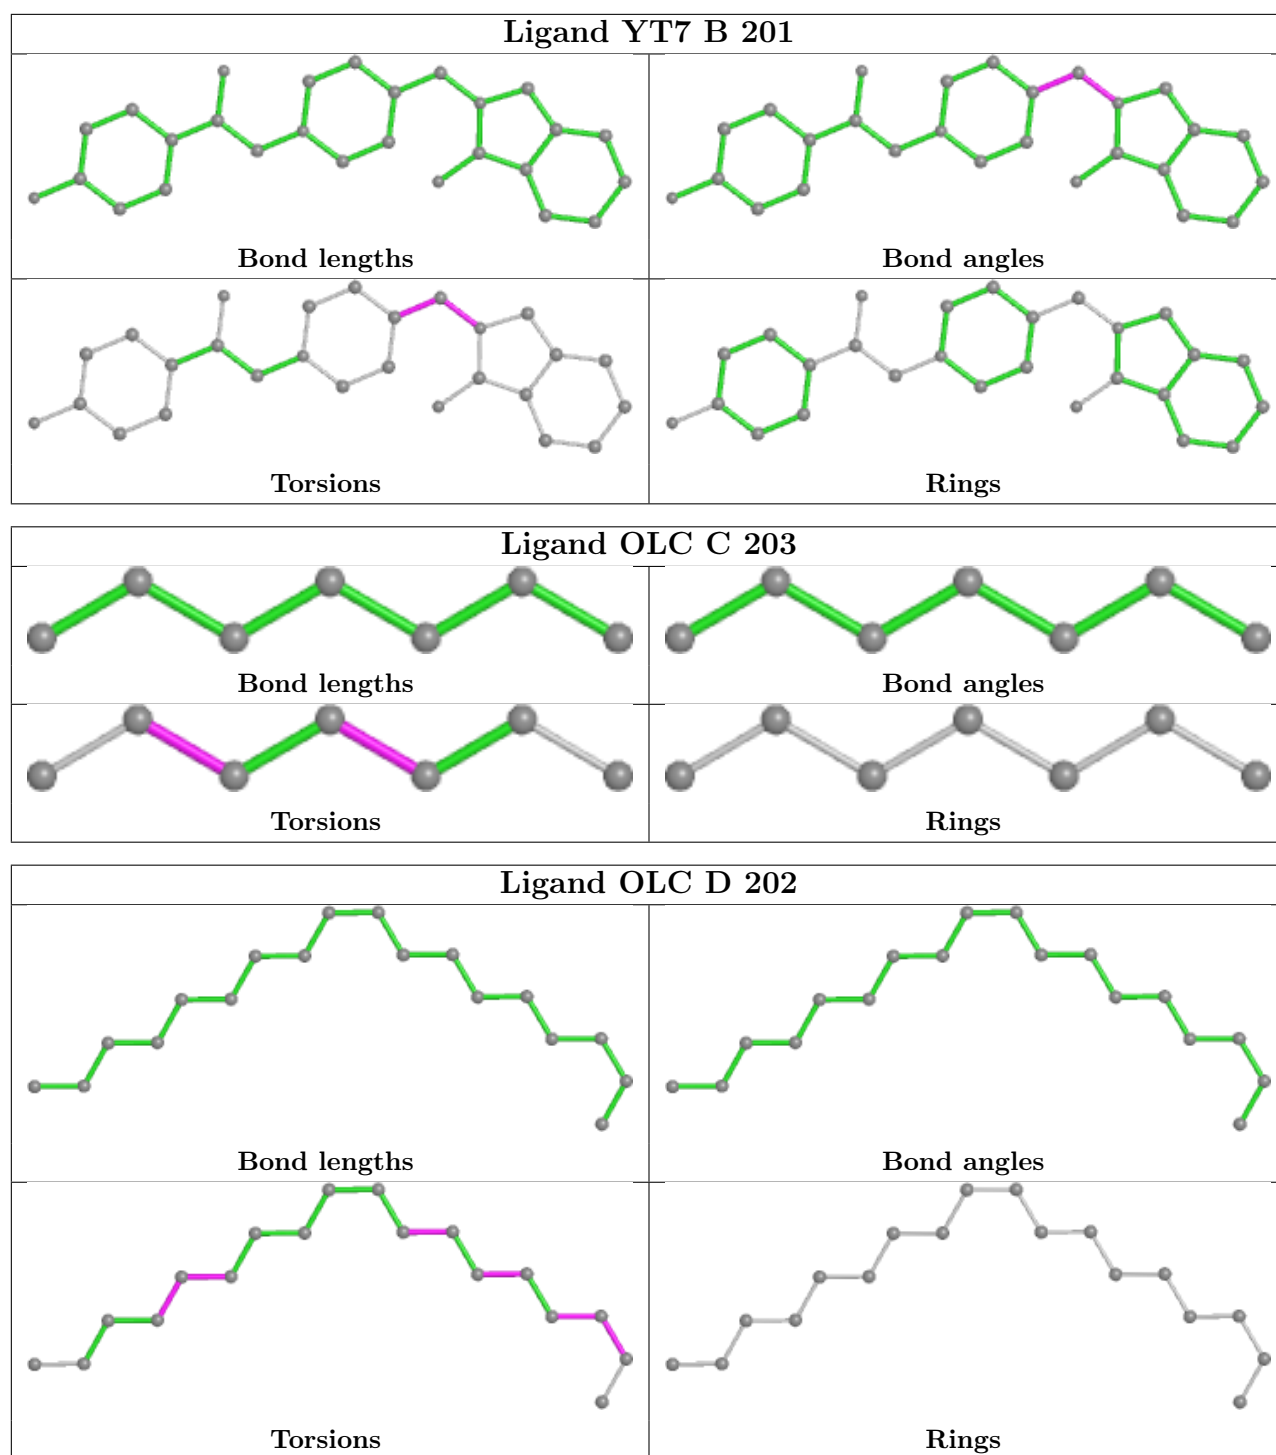 Ligand YT7 B 201
Bond lengths
Bond angles
Torsions
Rings
Ligand OLC C 203
Bond lengths
Bond angles
Torsions
Rings
Ligand OLC D 202
Bond lengths
Bond angles
Torsions
Rings